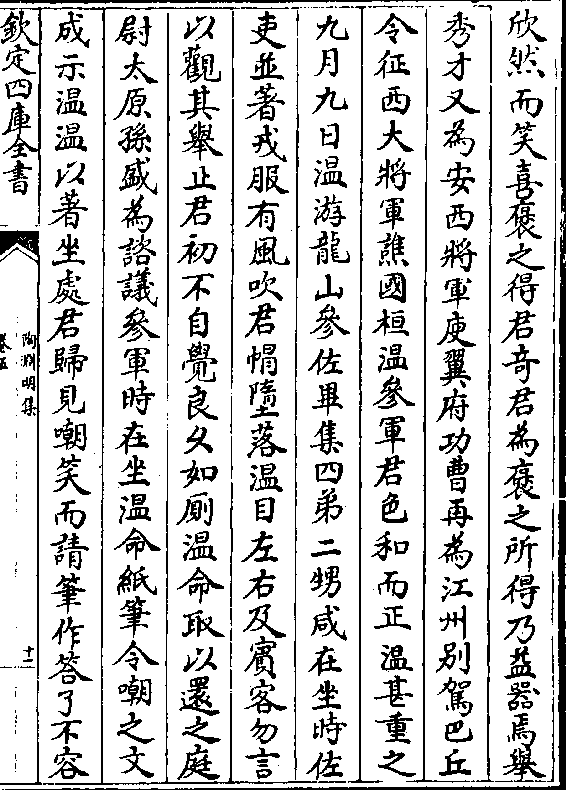 欣然而笑喜褒之得君奇君為褒之所得乃益器焉舉
秀才又為安西將軍庾翼府功曹再為江州別駕巴丘
令征西大將軍譙國桓温參軍君色和而正温甚重之
九月九日温游龍山參佐畢集四弟二甥咸在坐時佐
吏並著戎服有風吹君㡌墮落温目左右及賓客勿言
以觀其舉止君初不自覺良久如厠温命取以還之庭
尉太原孫盛為諮議參軍時在坐温命紙筆令嘲之文
成示温温以著坐處君歸見嘲笑而請筆作答了不容
欽定四庫全書
陶淵明集
卷五
十二